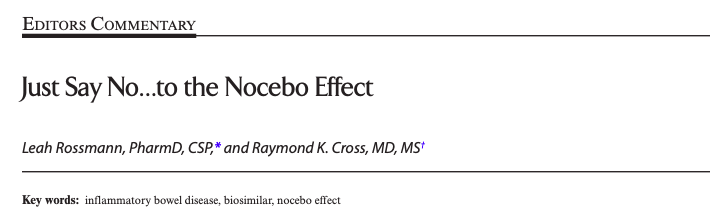 EDITORS COMMENTARY
Just Say No...to the Nocebo Effect
Leah Rossmann, PharmD, CSP,* and Raymond K. Cross, MD, MS†
Key words: inflammatory bowel disease, biosimilar, nocebo effect